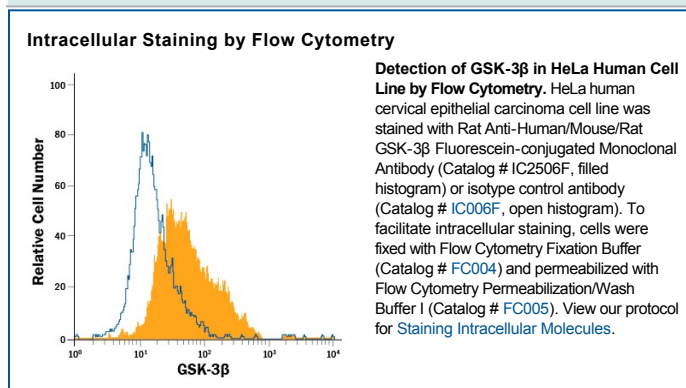 Intracellular Staining by Flow Cytometry
100
80
60
40
20
0
Relative Cell Number
10⁰
10¹
10²
10³
10⁴
GSK-3β
Detection of GSK-3β in HeLa Human Cell
Line by Flow Cytometry. HeLa human
cervical epithelial carcinoma cell line was
stained with Rat Anti-Human/Mouse/Rat
GSK-3β Fluorescein-conjugated Monoclonal
Antibody (Catalog # IC2506F, filled
histogram) or isotype control antibody
(Catalog # IC006F, open histogram). To
facilitate intracellular staining, cells were
fixed with Flow Cytometry Fixation Buffer
(Catalog # FC004) and permeabilized with
Flow Cytometry Permeabilization/Wash
Buffer I (Catalog # FC005). View our protocol
for Staining Intracellular Molecules.